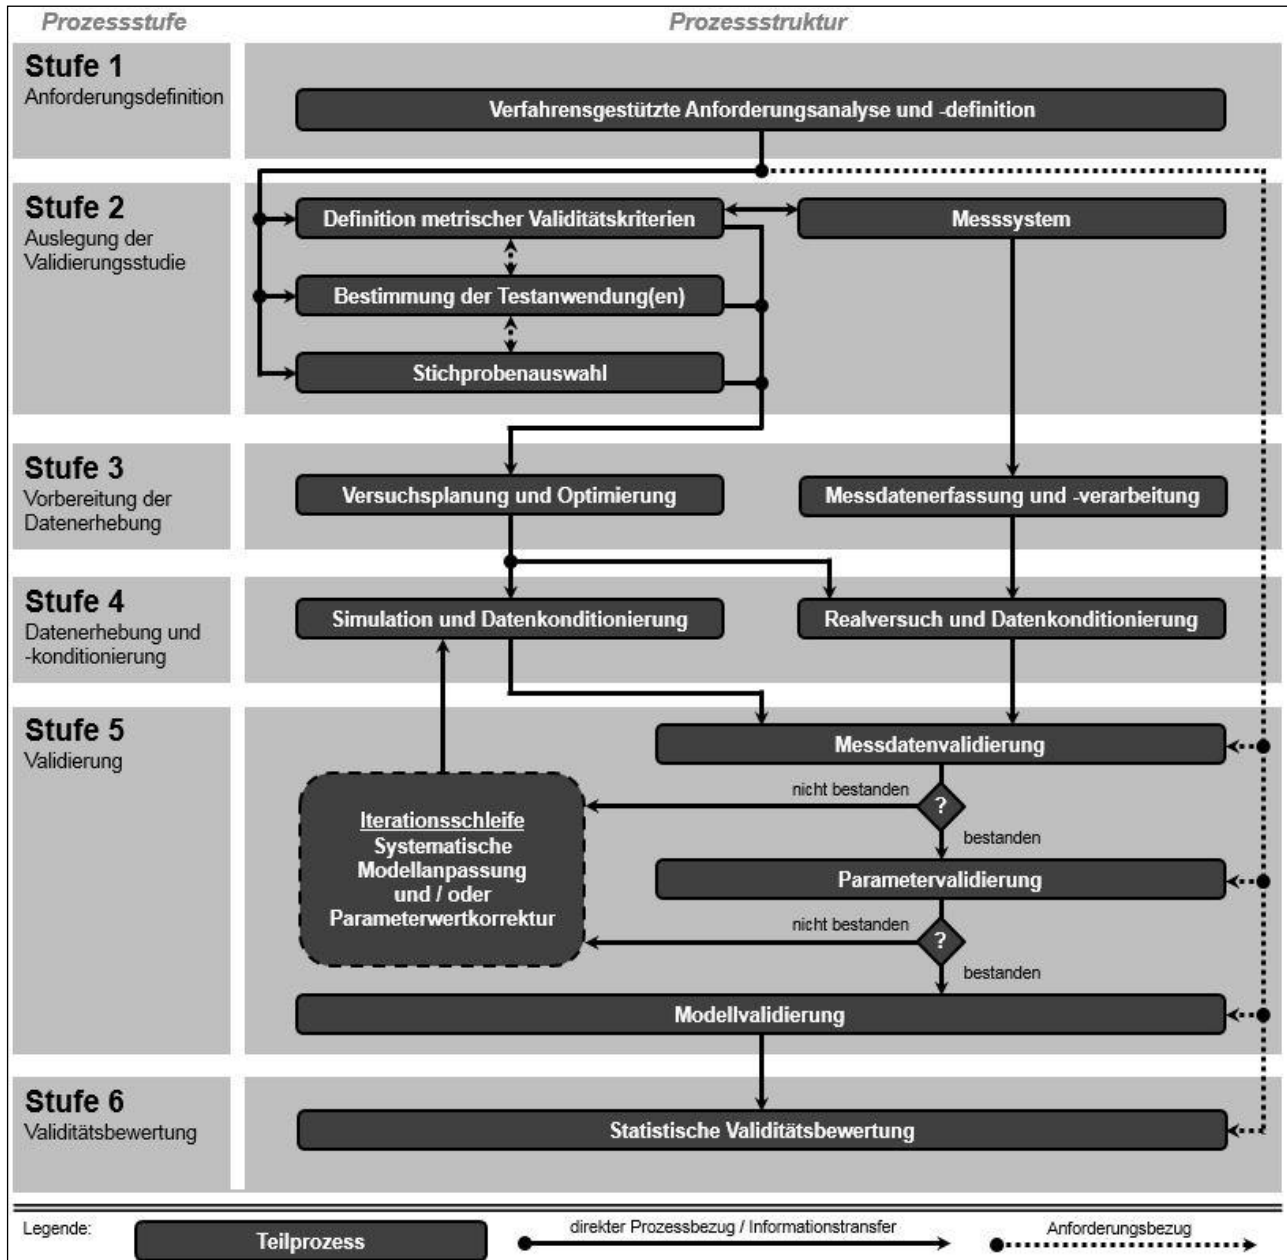 Prozessstufe
Prozessstruktur
Stufe 1
Anforderungsdefinition
Verfahrensgestützte Anforderungsanalyse und -definition
Stufe 2
Auslegung der
Validierungsstudie
Definition metrischer Validitätskriterien
Messsystem
Bestimmung der Testanwendung(en)
Stichprobenauswahl
Stufe 3
Vorbereitung der
Datenerhebung
Versuchsplanung und Optimierung
Messdatenerfassung und -verarbeitung
Stufe 4
Datenerhebung und
-konditionierung
Simulation und Datenkonditionierung
Realversuch und Datenkonditionierung
Stufe 5
Validierung
Messdatenvalidierung
nicht bestanden
?
bestanden
Iterationsschleife
Systematische
Modellanpassung
und / oder
Parameterwertkorrektur
Parametervalidierung
nicht bestanden
?
bestanden
Modellvalidierung
Stufe 6
Validitätsbewertung
Statistische Validitätsbewertung
Legende:
Teilprozess
direkter Prozessbezug / Informationstransfer
Anforderungsbezug